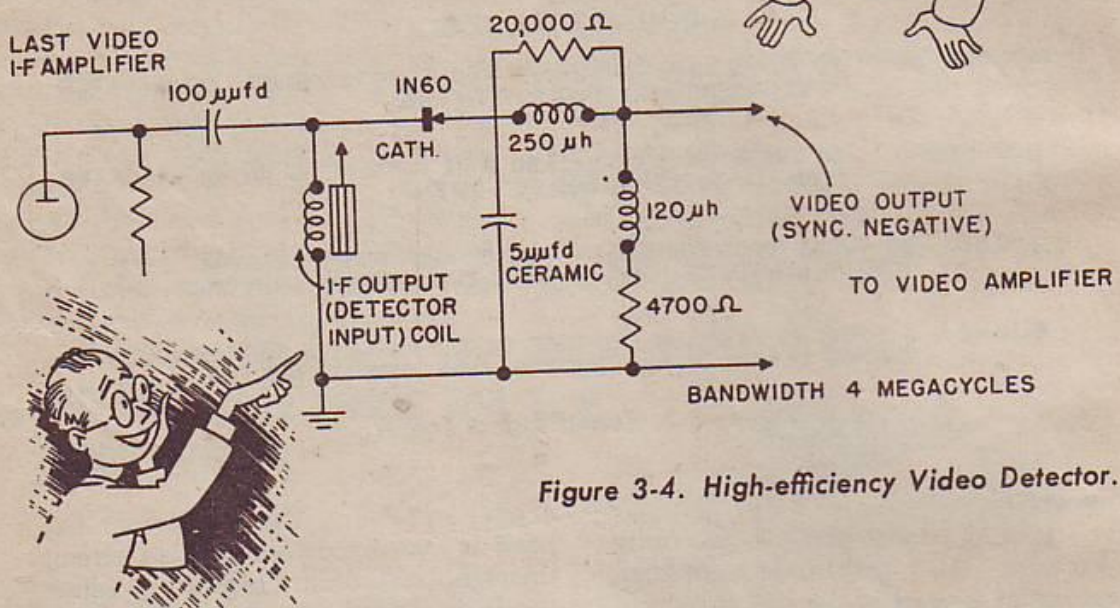 LAST VIDEO
I-F AMPLIFIER
100 µµfd
IN60
CATH.
20,000 Ω
250 µh
120 µh
5µµfd
CERAMIC
4700 Ω
I-F OUTPUT
(DETECTOR
INPUT) COIL
VIDEO OUTPUT
(SYNC. NEGATIVE)
TO VIDEO AMPLIFIER
BANDWIDTH 4 MEGACYCLES
Figure 3-4. High-efficiency Video Detector.